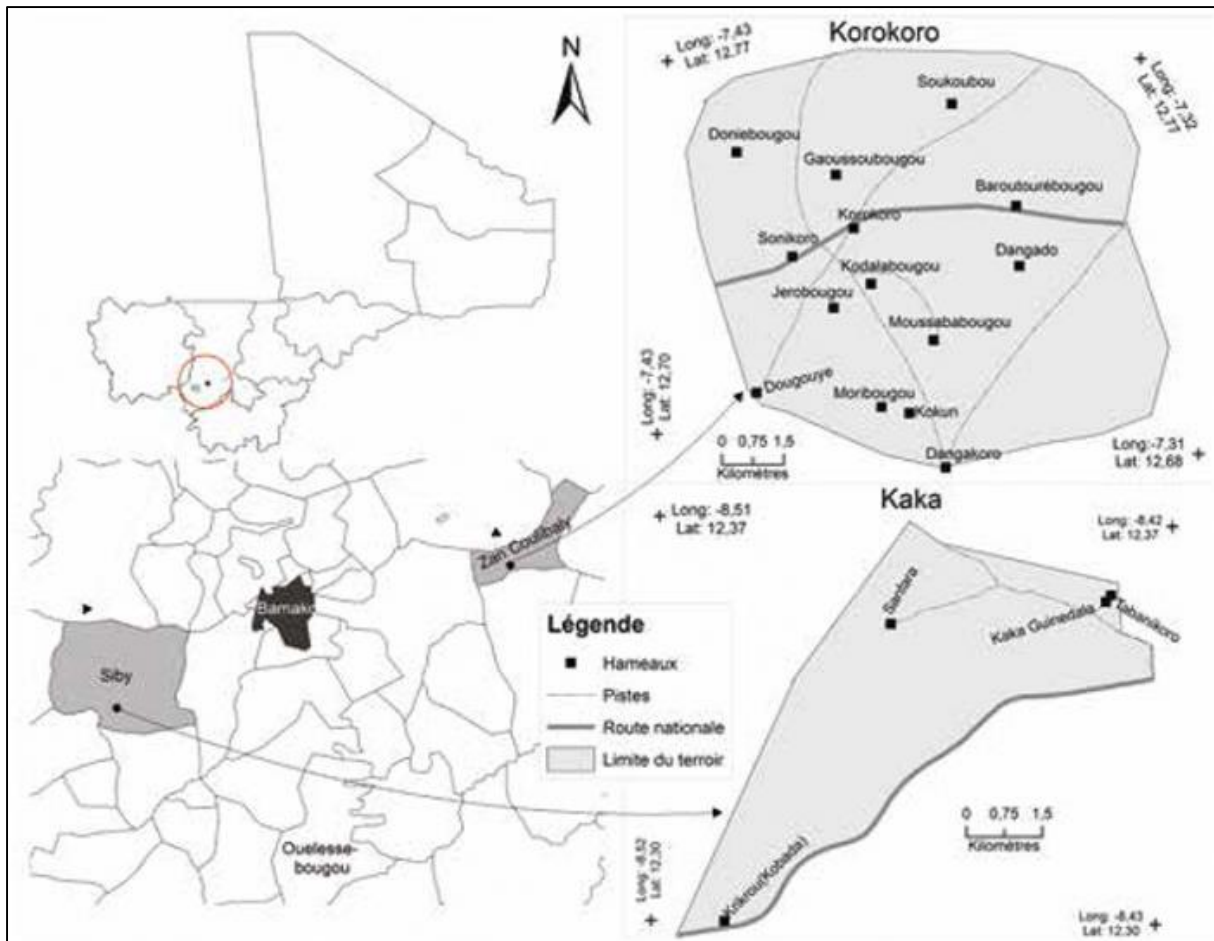 N
Korokoro
Long: -7,43
Lat: 12,77
Long: -7,32
Lat: 12,77
Soukoubou
Doniebougou
Gaoussoubougou
Baroutourébougou
Korokoro
Sonikoro
Dangado
Kodalabougou
Jerobougou
Moussababougou
Dougouye
Moribougou
Kokun
Long: -7,43
Lat: 12,70
0 0,75 1,5
Kilomètres
Dangakoro
Long: -7,31
Lat: 12,68
Kaka
Long: -8,51
Lat: 12,37
Long: -8,42
Lat: 12,37
Zan Coulibaly
Bamako
Siby
Ouelesse-
bougou
Légende
Hameaux
Pistes
Route nationale
Limite du terroir
Kaka Guinedala
Tabanikoro
0 0,75 1,5
Kilomètres
Long: -8,52
Lat: 12,30
Long: -8,43
Lat: 12,30